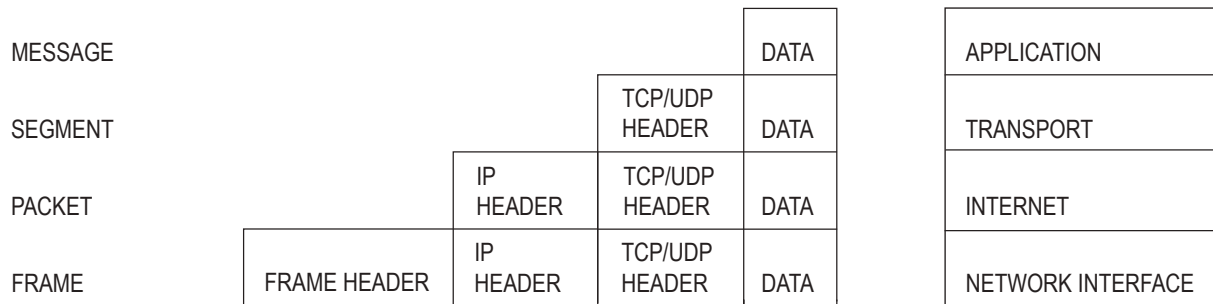 MESSAGE DATA APPLICATION
TCP/UDP
SEGMENT HEADER DATA TRANSPORT
IP TCP/UDP
PACKET HEADER HEADER DATA INTERNET
IP TCP/UDP
FRAME FRAME HEADER HEADER HEADER DATA NETWORK INTERFACE